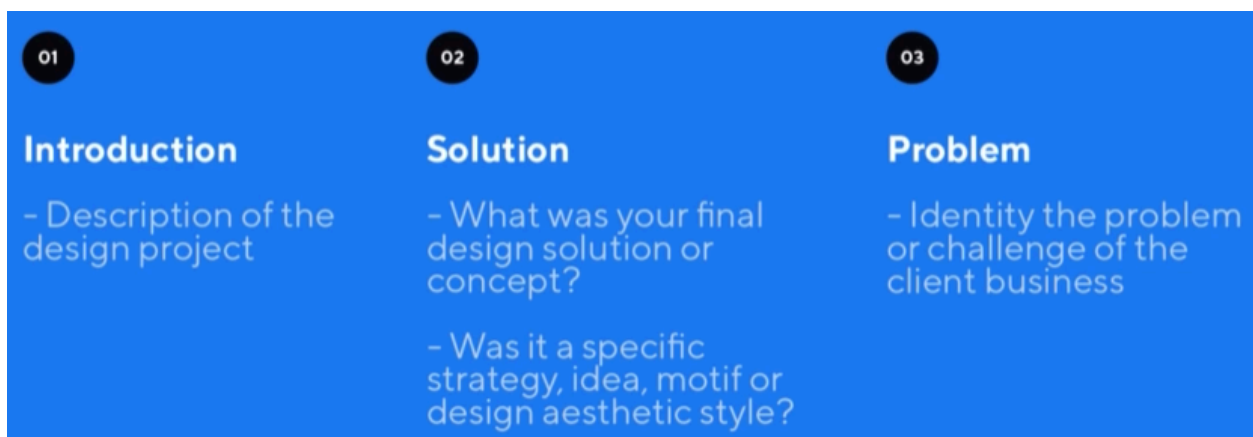 01
Introduction
- Description of the
design project
02
Solution
- What was your final
design solution or
concept?
- Was it a specific
strategy, idea, motif or
design aesthetic style?
03
Problem
- Identity the problem
or challenge of the
client business